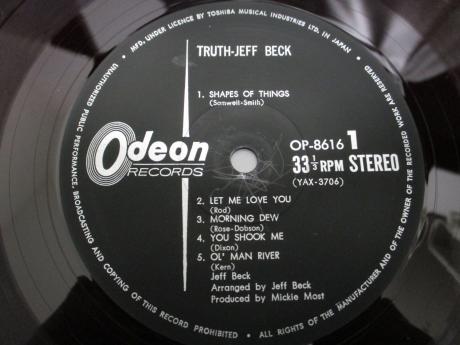 MFD. UNDER LICENCE BY TOSHIBA MUSICAL INDUSTRIES LTD. IN JAPAN • ALL RIGHTS OF THE MANUFACTURER AND OF THE OWNER OF THE RECORDED WORK ARE RESERVED • UNAUTHORIZED PUBLIC PERFORMANCE, BROADCASTING AND COPYING OF THIS RECORD PROHIBITED •
TRUTH-JEFF BECK
1. SHAPES OF THINGS
(Samwell-Smith)
Odeon
RECORDS
OP-8616 1
33 1/3 RPM STEREO
(YAX-3706)
2. LET ME LOVE YOU
(Rod)
3. MORNING DEW
(Rose-Dobson)
4. YOU SHOOK ME
(Dixon)
5. OL' MAN RIVER
(Kern)
Jeff Beck
Arranged by Jeff Beck
Produced by Mickie Most